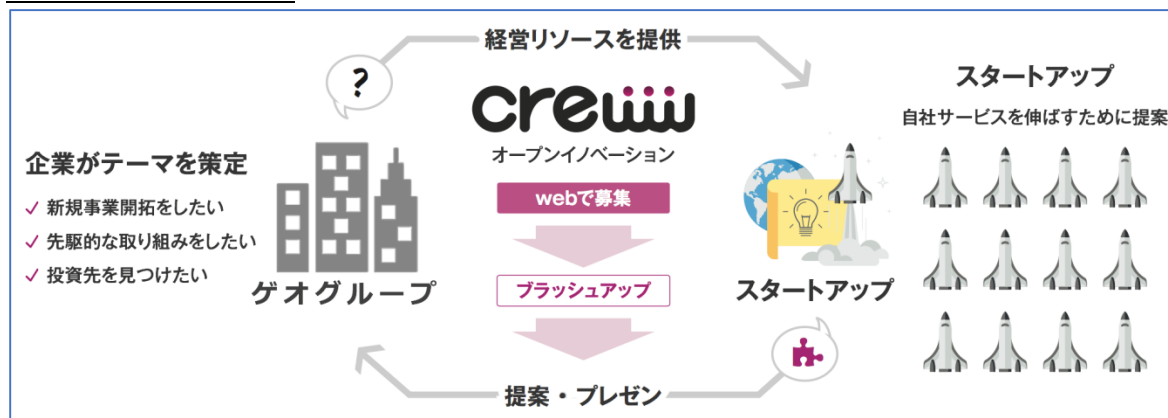 経営リソースを提供
?
creww
オープンイノベーション
企業がテーマを策定
✓ 新規事業開拓をしたい
✓ 先駆的な取り組みをしたい
✓ 投資先を見つけたい
ゲオグループ
webで募集
ブラッシュアップ
提案・プレゼン
スタートアップ
スタートアップ
自社サービスを伸ばすために提案